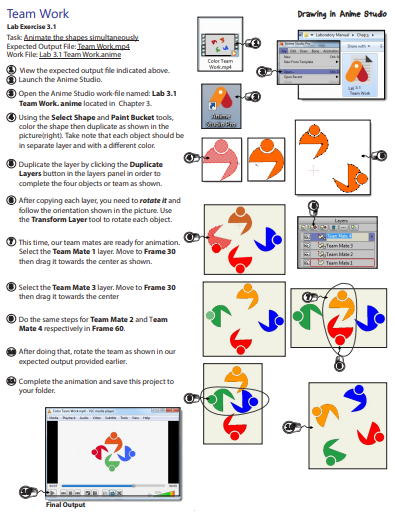 Team Work
Drawing in Anime Studio
Lab Exercise 3.1
Task: Animate the shapes simultaneously
Expected Output File: Team Work.mp4
Work File: Lab 3.1 Team Work.anime
1 View the expected output file indicated above.
2 Launch the Anime Studio.
3 Open the Anime Studio work-file named: Lab 3.1
Team Work. anime located in Chapter 3.
4 Using the Select Shape and Paint Bucket tools,
color the shape then duplicate as shown in the
picture(right). Take note that each object should be
in separate layer and with a different color.
5 Duplicate the layer by clicking the Duplicate
Layers button in the layers panel in order to
complete the four objects or team as shown.
6 After copying each layer, you need to rotate it and
follow the orientation shown in the picture. Use
the Transform Layer tool to rotate each object.
7 This time, our team mates are ready for animation.
Select the Team Mate 1 layer. Move to Frame 30
then drag it towards the center as shown.
8 Select the Team Mate 3 layer. Move to Frame 30
then drag it towards the center
9 Do the same steps for Team Mate 2 and Team
Mate 4 respectively in Frame 60.
10 After doing that, rotate the team as shown in our
expected output provided earlier.
11 Complete the animation and save this project to
your folder.
Color Team
Work.mp4
Anime
Studio Pro
Laboratory Manual
Chap
Share with
Anime Studio Pro
File
Edit
Lab 3.1
Team Work
Layers
Team Mate 4
Team Mate 3
Team Mate 2
Team Mate 1
Color Team Work.mp4 - VLC media player
Media Playback Audio Video Subtitle Tools View Help
Final Output